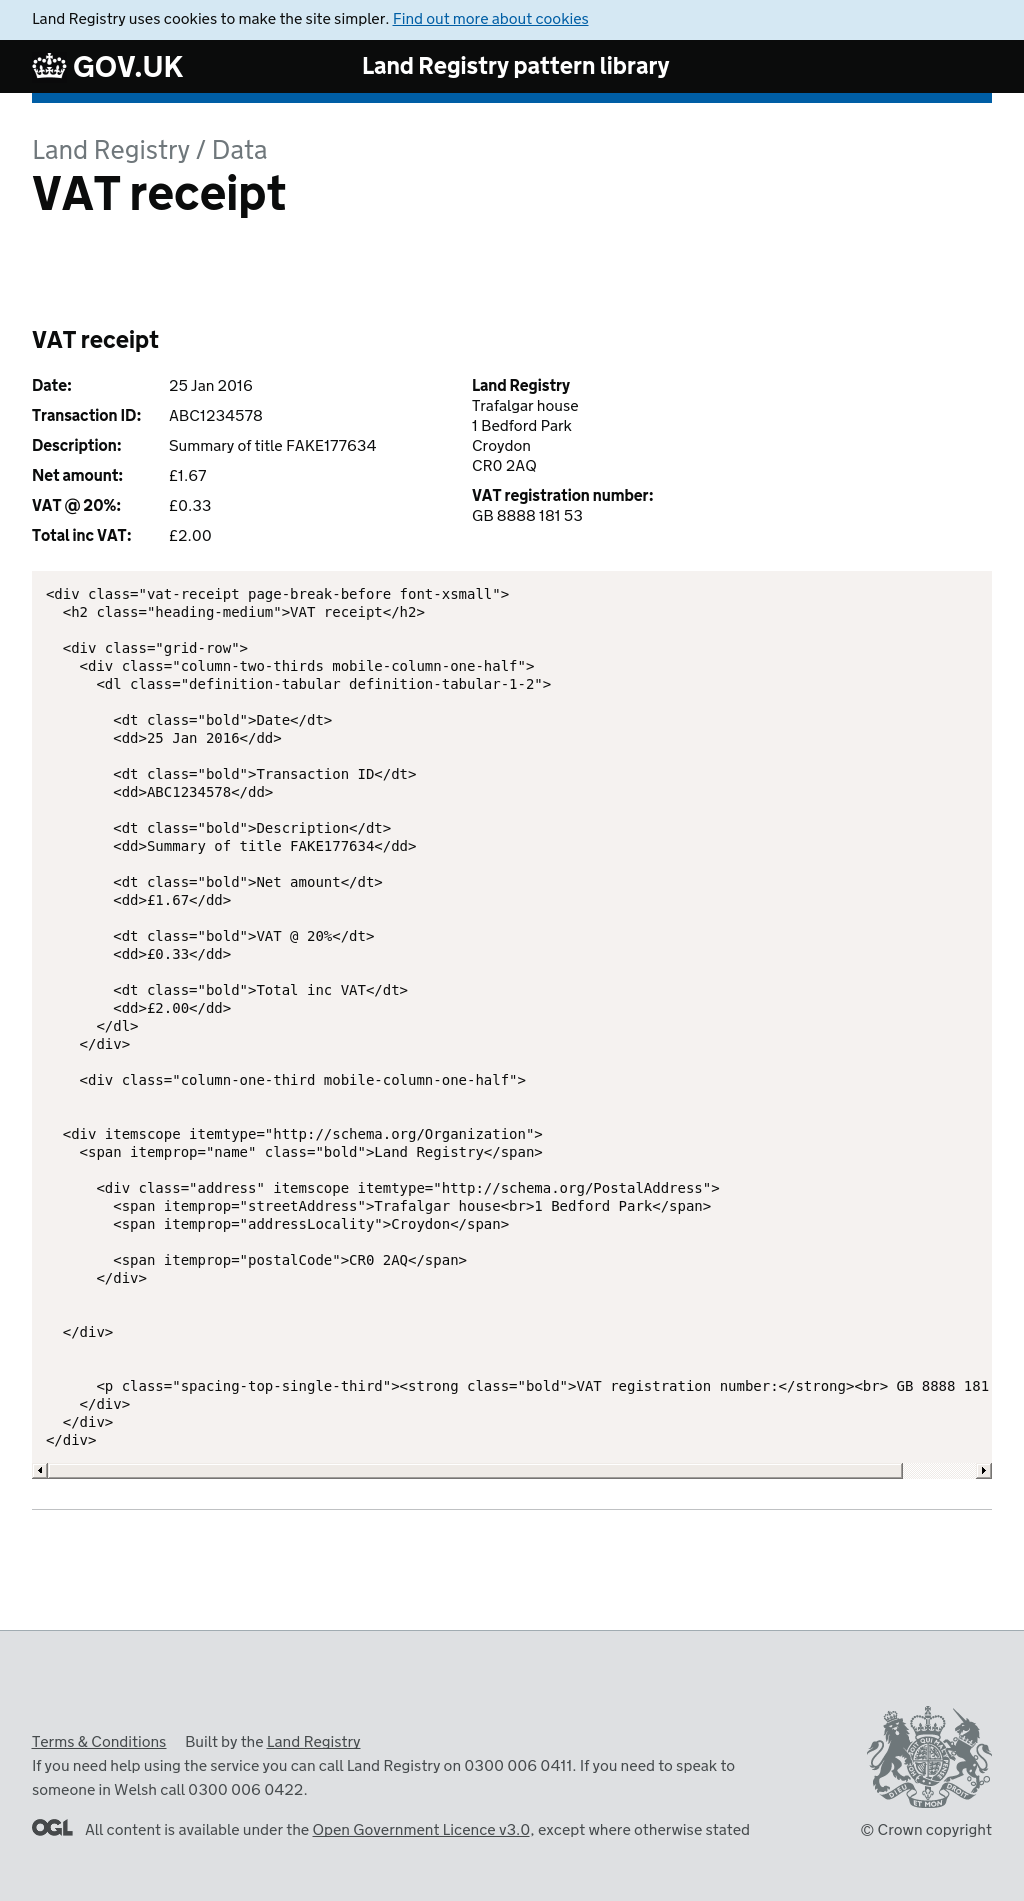 Land Registry uses cookies to make the site simpler. Find out more about cookies
GOV.UK
Land Registry pattern library
Land Registry / Data
VAT receipt
VAT receipt
Date: 25 Jan 2016
Transaction ID: ABC1234578
Description: Summary of title FAKE177634
Net amount: £1.67
VAT @ 20%: £0.33
Total inc VAT: £2.00
Land Registry
Trafalgar house
1 Bedford Park
Croydon
CR0 2AQ
VAT registration number:
GB 8888 181 53
<div class="vat-receipt page-break-before font-xsmall">
  <h2 class="heading-medium">VAT receipt</h2>
  <div class="grid-row">
    <div class="column-two-thirds mobile-column-one-half">
      <dl class="definition-tabular definition-tabular-1-2">
        <dt class="bold">Date</dt>
        <dd>25 Jan 2016</dd>
        <dt class="bold">Transaction ID</dt>
        <dd>ABC1234578</dd>
        <dt class="bold">Description</dt>
        <dd>Summary of title FAKE177634</dd>
        <dt class="bold">Net amount</dt>
        <dd>£1.67</dd>
        <dt class="bold">VAT @ 20%</dt>
        <dd>£0.33</dd>
        <dt class="bold">Total inc VAT</dt>
        <dd>£2.00</dd>
      </dl>
    </div>
    <div class="column-one-third mobile-column-one-half">
  <div itemscope itemtype="http://schema.org/Organization">
    <span itemprop="name" class="bold">Land Registry</span>
      <div class="address" itemscope itemtype="http://schema.org/PostalAddress">
        <span itemprop="streetAddress">Trafalgar house<br>1 Bedford Park</span>
        <span itemprop="addressLocality">Croydon</span>
        <span itemprop="postalCode">CR0 2AQ</span>
      </div>
  </div>
      <p class="spacing-top-single-third"><strong class="bold">VAT registration number:</strong><br> GB 8888 181
    </div>
  </div>
</div>
Terms & Conditions Built by the Land Registry
If you need help using the service you can call Land Registry on 0300 006 0411. If you need to speak to
someone in Welsh call 0300 006 0422.
OGL All content is available under the Open Government Licence v3.0, except where otherwise stated
DIEU ET MON DROIT
© Crown copyright